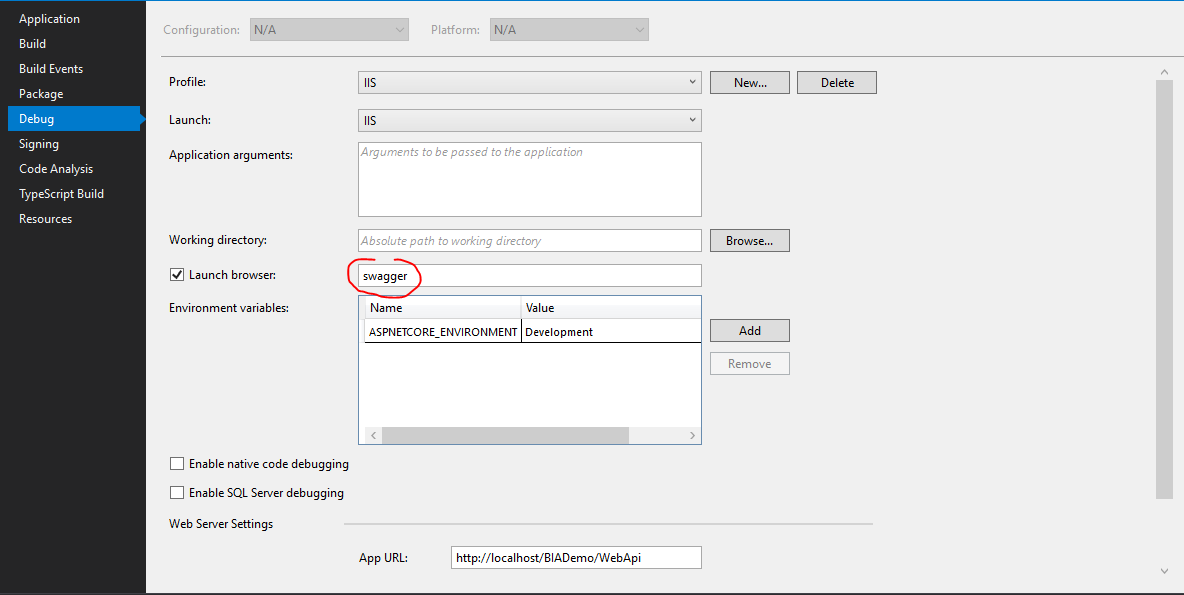 Application
Build
Build Events
Package
Debug
Signing
Code Analysis
TypeScript Build
Resources
Configuration: N/A Platform: N/A
Profile: IIS New... Delete
Launch: IIS
Application arguments: Arguments to be passed to the application
Working directory: Absolute path to working directory Browse...
Launch browser: swagger
Environment variables: Name Value
ASPNETCORE_ENVIRONMENT Development Add
Remove
Enable native code debugging
Enable SQL Server debugging
Web Server Settings
App URL: http://localhost/BIADemo/WebApi